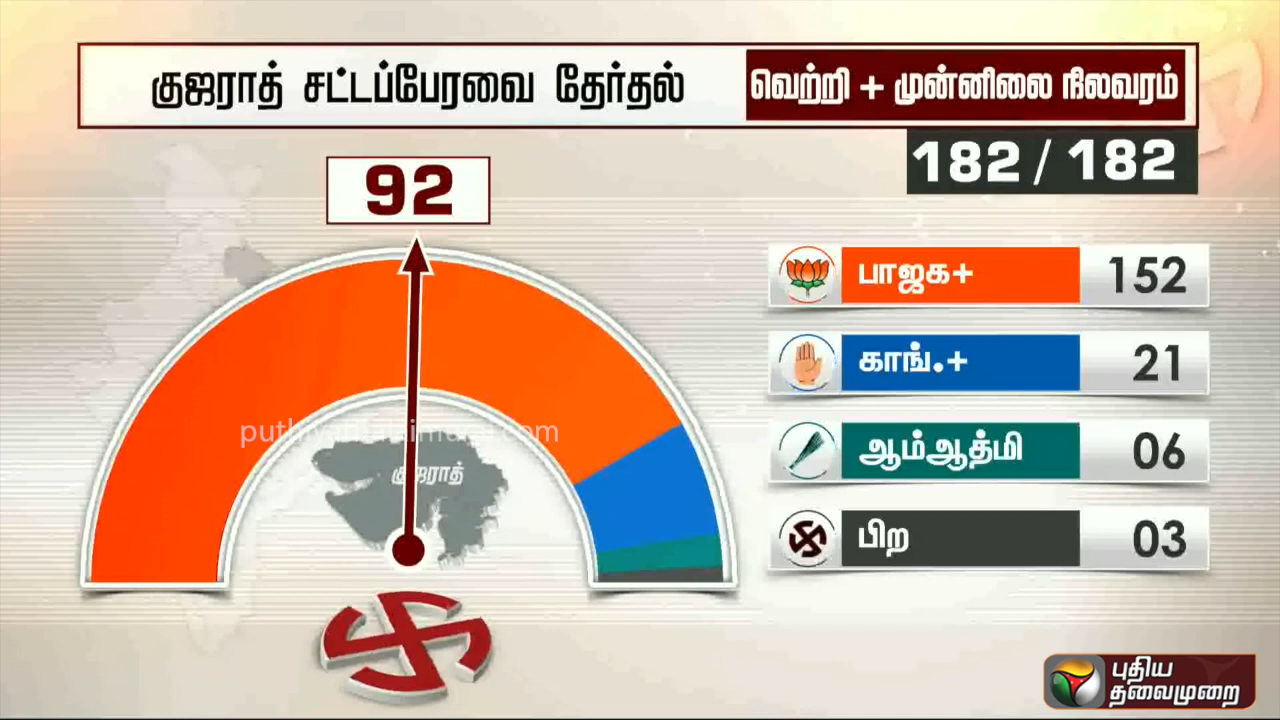 குஜராத் சட்டப்பேரவை தேர்தல் வெற்றி + முன்னிலை நிலவரம்
182 / 182
92
பாஜக+ 152
காங்.+ 21
ஆம்ஆத்மி 06
பிற 03
குஜராத்
புதிய
தலைமுறை